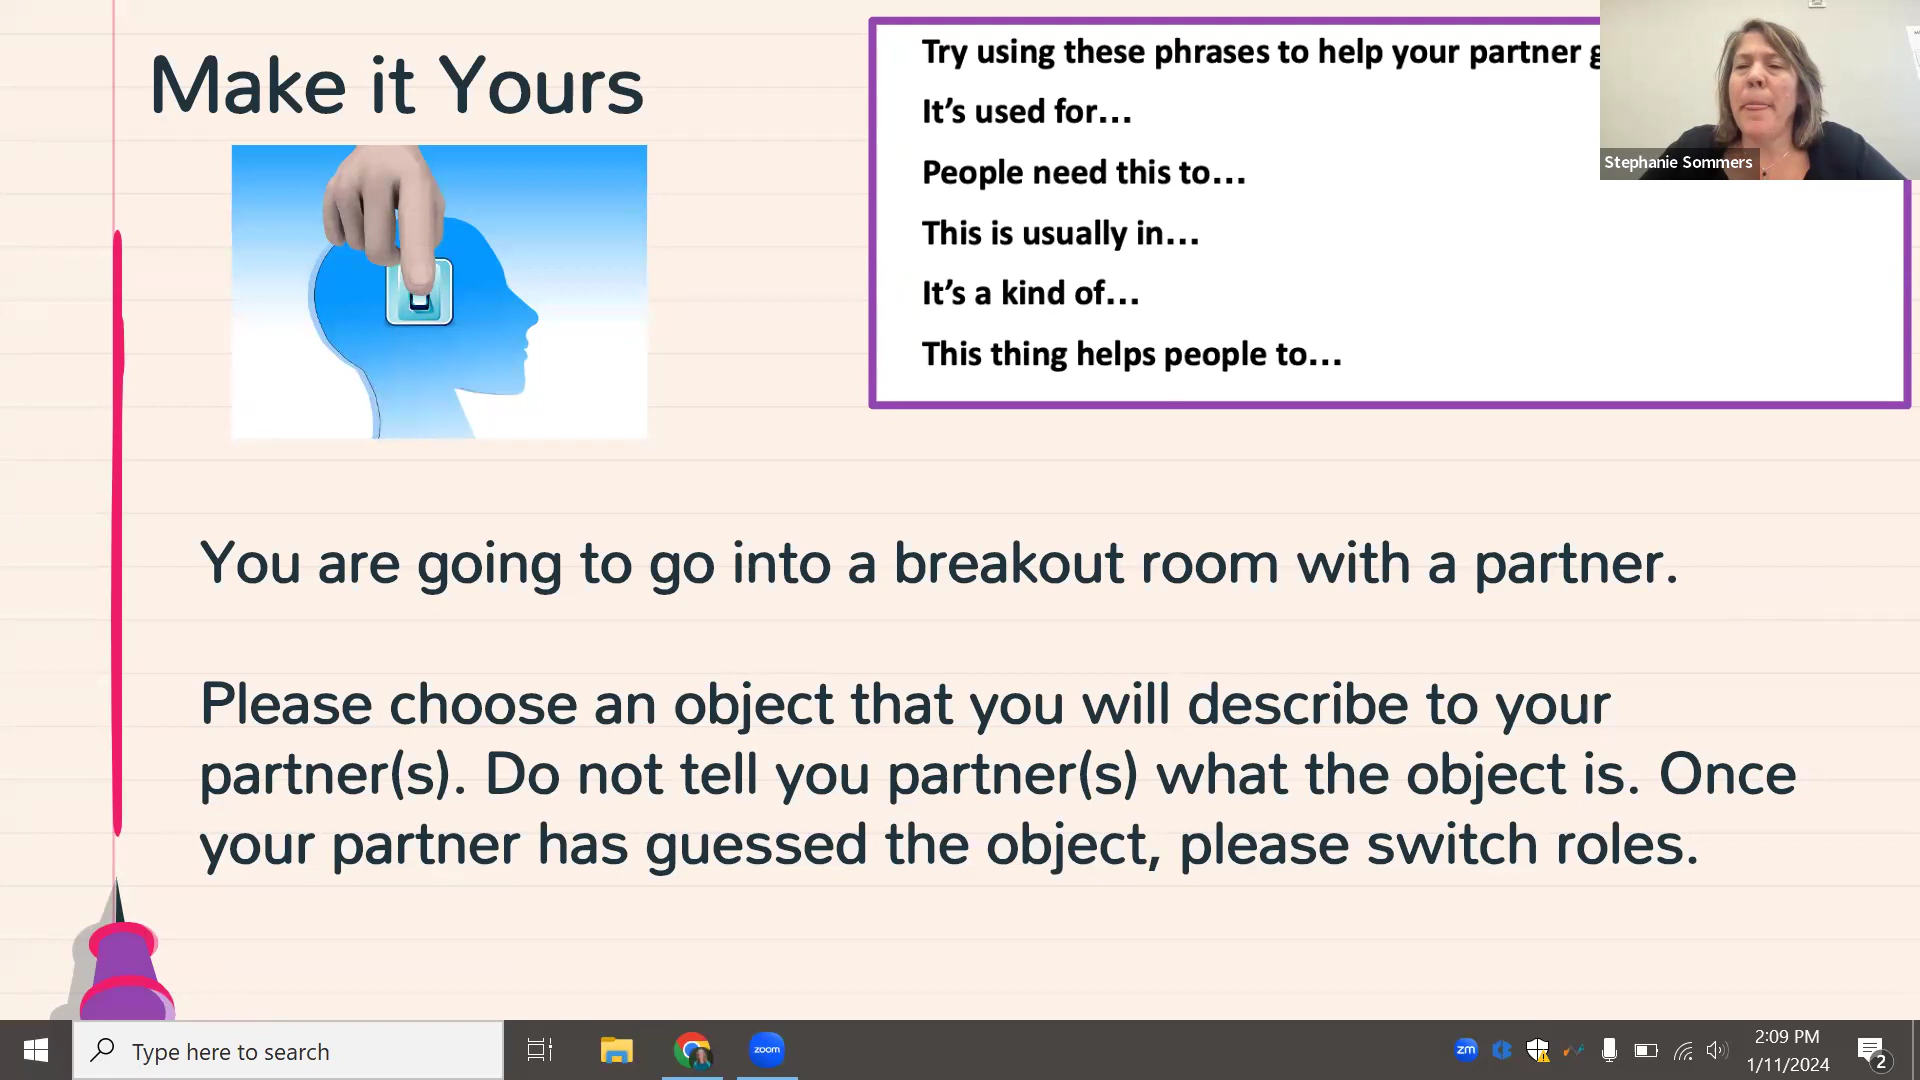 Make it Yours
Try using these phrases to help your partner
It's used for…
People need this to…
This is usually in…
It's a kind of…
This thing helps people to…
Stephanie Sommers
You are going to go into a breakout room with a partner.
Please choose an object that you will describe to your
partner(s). Do not tell you partner(s) what the object is. Once
your partner has guessed the object, please switch roles.
Type here to search
zoom
zm
2:09 PM
1/11/2024
2